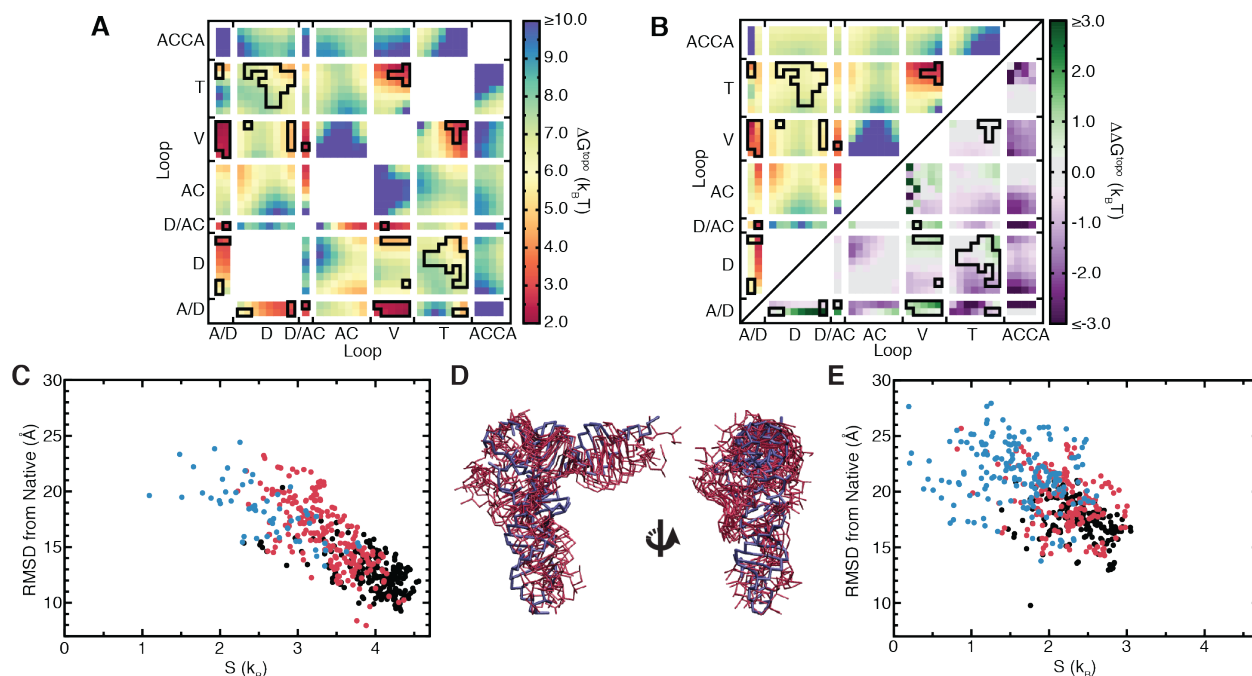 A
ACCA
T
V
AC
D/AC
D
A/D
Loop
A/D D D/AC AC V T ACCA
Loop
≥10.0
9.0
8.0
7.0
6.0
5.0
4.0
3.0
2.0
ΔΔG^topo (k_BT)
B
ACCA
T
V
AC
D/AC
D
A/D
Loop
A/D D D/AC AC V T ACCA
Loop
≥3.0
2.0
1.0
0.0
-1.0
-2.0
≤-3.0
ΔΔG^topo (k_BT)
C
30
25
20
15
10
RMSD from Native (Å)
0 1 2 3 4
S (k_B)
D
E
30
25
20
15
10
RMSD from Native (Å)
0 1 2 3 4
S (k_B)